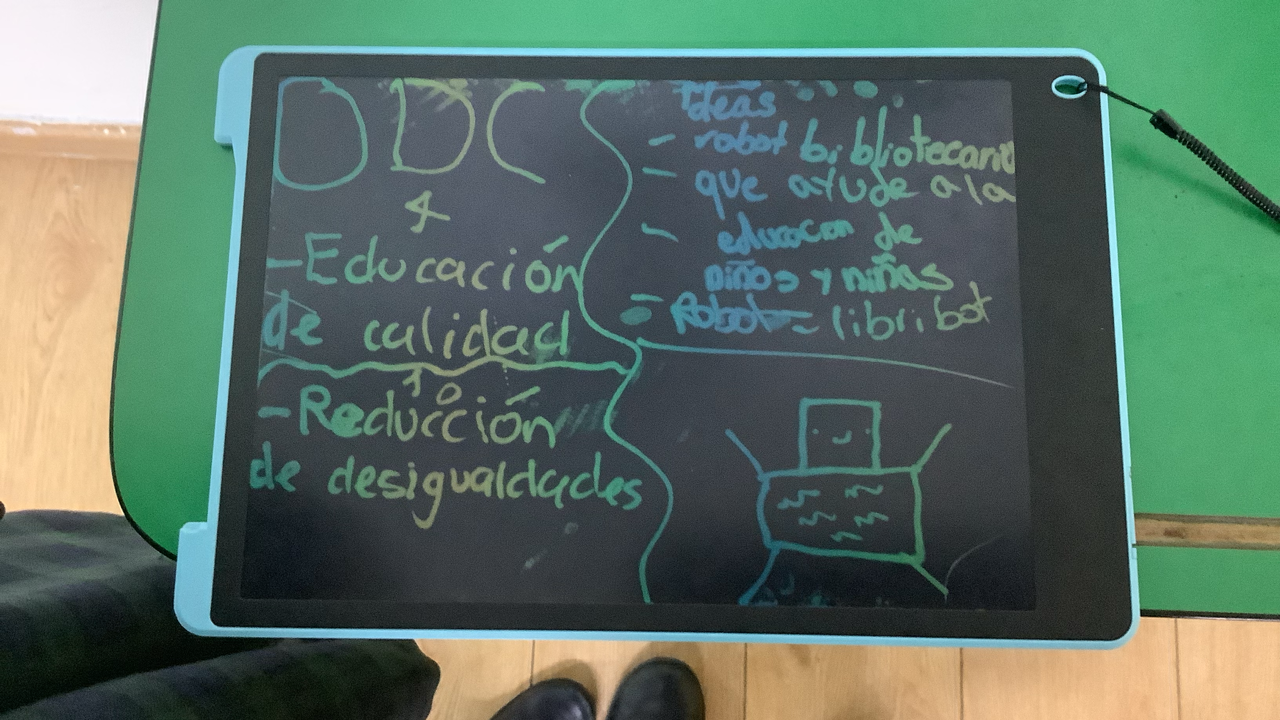 ODC
4
-Educación
de calidad
10
-Reducción
de desigualdades
Ideas
- robot bibliotecario
- que ayude a la
- educacion de
niños y niñas
- Robot = libribot